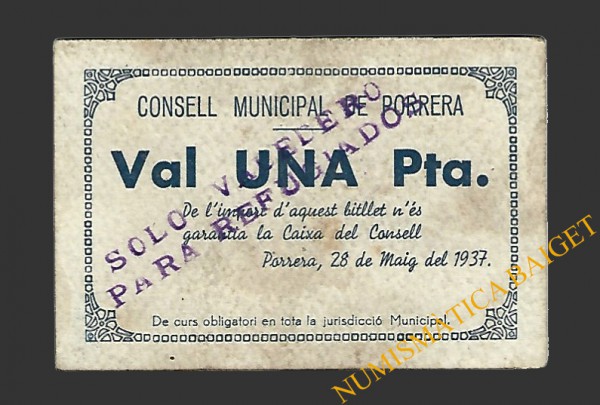 CONSELL MUNICIPAL DE PORRERA
Val UNA Pta.
De l'import d'aquest bitllet n'és
garantia la Caixa del Consell
Porrera, 28 de Maig del 1937.
De curs obligatori en tota la jurisdicció Municipal.
SOLO VALEDERO
PARA REFUGIADOS
NUMISMATICA BAIGET